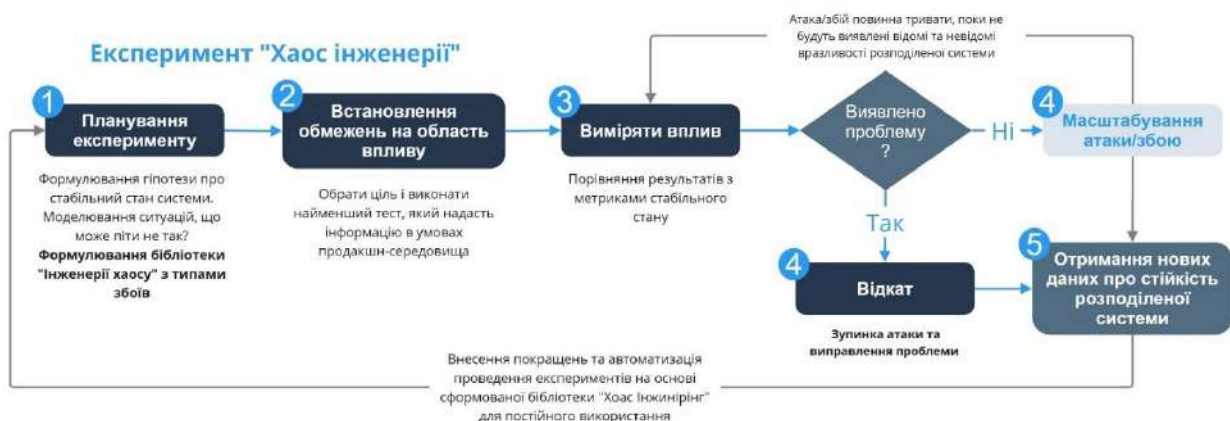 Експеримент "Хаос інженерії"
Атака/збій повинна тривати, поки не
будуть виявлені відомі та невідомі
вразливості розподіленої системи
1
Планування
експерименту
Формулювання гіпотези про
стабільний стан системи.
Моделювання ситуацій, що
може піти не так?
Формулювання бібліотеки
"Інженерії хаосу" з типами
збоїв
2
Встановлення
обмежень на область
впливу
Обрати ціль і виконати
найменший тест, який надасть
інформацію в умовах
продакшн-середовища
3
Виміряти вплив
Порівняння результатів з
метриками стабільного
стану
Виявлено
проблему
?
Ні
4
Масштабування
атаки/збою
Так
4
Відкат
Зупинка атаки та
виправлення проблеми
5
Отримання нових
даних про стійкість
розподіленої
системи
Внесення покращень та автоматизація
проведення експериментів на основі
сформованої бібліотеки "Хоас Інжинірінг"
для постійного використання